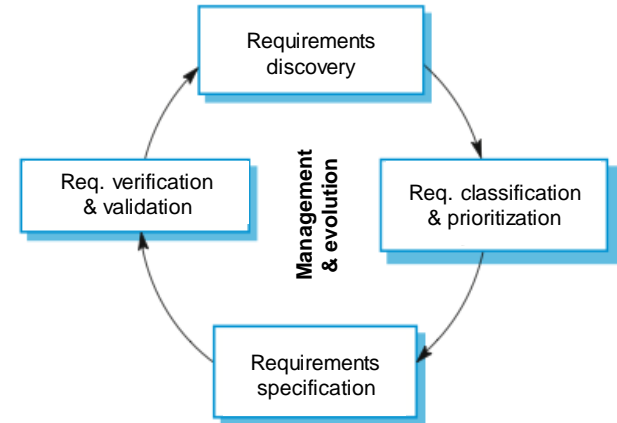 Requirements
discovery
Req. verification
& validation
Management
& evolution
Req. classification
& prioritization
Requirements
specification